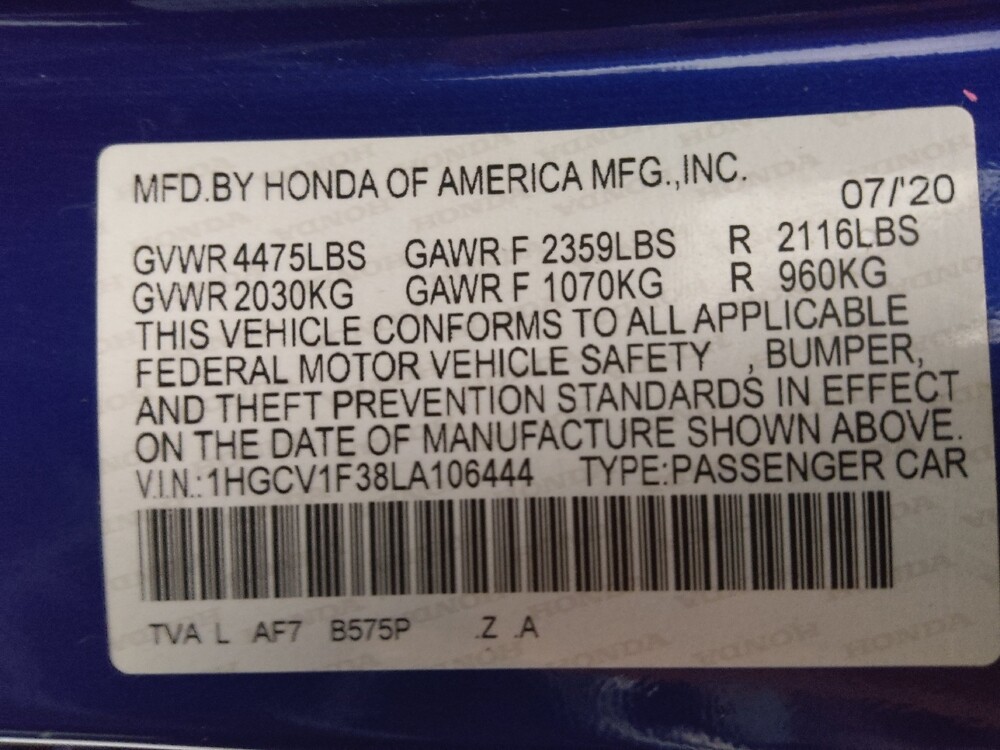 MFD.BY HONDA OF AMERICA MFG.,INC.
07/'20
GVWR 4475LBS GAWR F 2359LBS R 2116LBS
GVWR 2030KG GAWR F 1070KG R 960KG
THIS VEHICLE CONFORMS TO ALL APPLICABLE
FEDERAL MOTOR VEHICLE SAFETY , BUMPER,
AND THEFT PREVENTION STANDARDS IN EFFECT
ON THE DATE OF MANUFACTURE SHOWN ABOVE.
V.I.N.: 1HGCV1F38LA106444 TYPE:PASSENGER CAR
TVA L AF7 B575P .Z .A